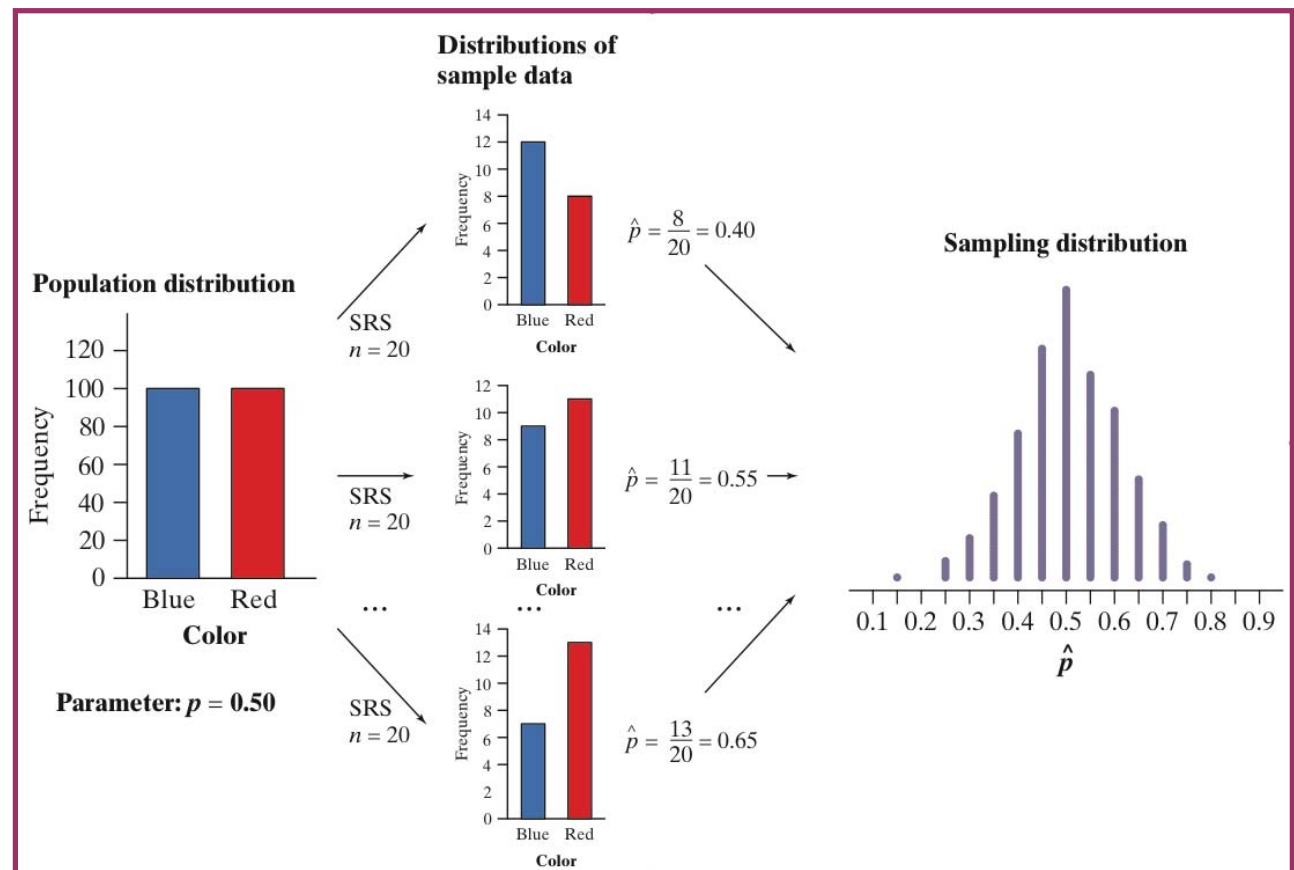 Distributions of
sample data
14
12
10
8
6
4
2
0
Frequency
Blue Red
Color
p̂ = 8/20 = 0.40
Sampling distribution
Population distribution
120
100
80
60
40
20
0
Frequency
Blue Red
Color
Parameter: p = 0.50
SRS
n = 20
12
10
8
6
4
2
0
Frequency
Blue Red
Color
p̂ = 11/20 = 0.55
SRS
n = 20
... ... ...
14
12
10
8
6
4
2
0
Frequency
Blue Red
Color
p̂ = 13/20 = 0.65
SRS
n = 20
0.1 0.2 0.3 0.4 0.5 0.6 0.7 0.8 0.9
p̂